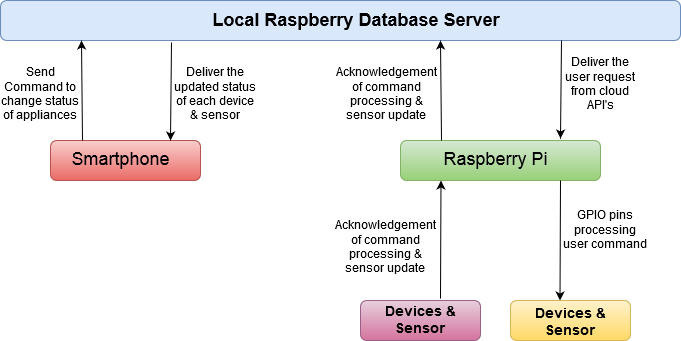 Local Raspberry Database Server
Send
Command to
change status
of appliances
Deliver the
updated status
of each device
& sensor
Acknowledgement
of command
processing &
sensor update
Deliver the
user request
from cloud
API's
Smartphone
Raspberry Pi
Acknowledgement
of command
processing &
sensor update
GPIO pins
processing
user command
Devices &
Sensor
Devices &
Sensor